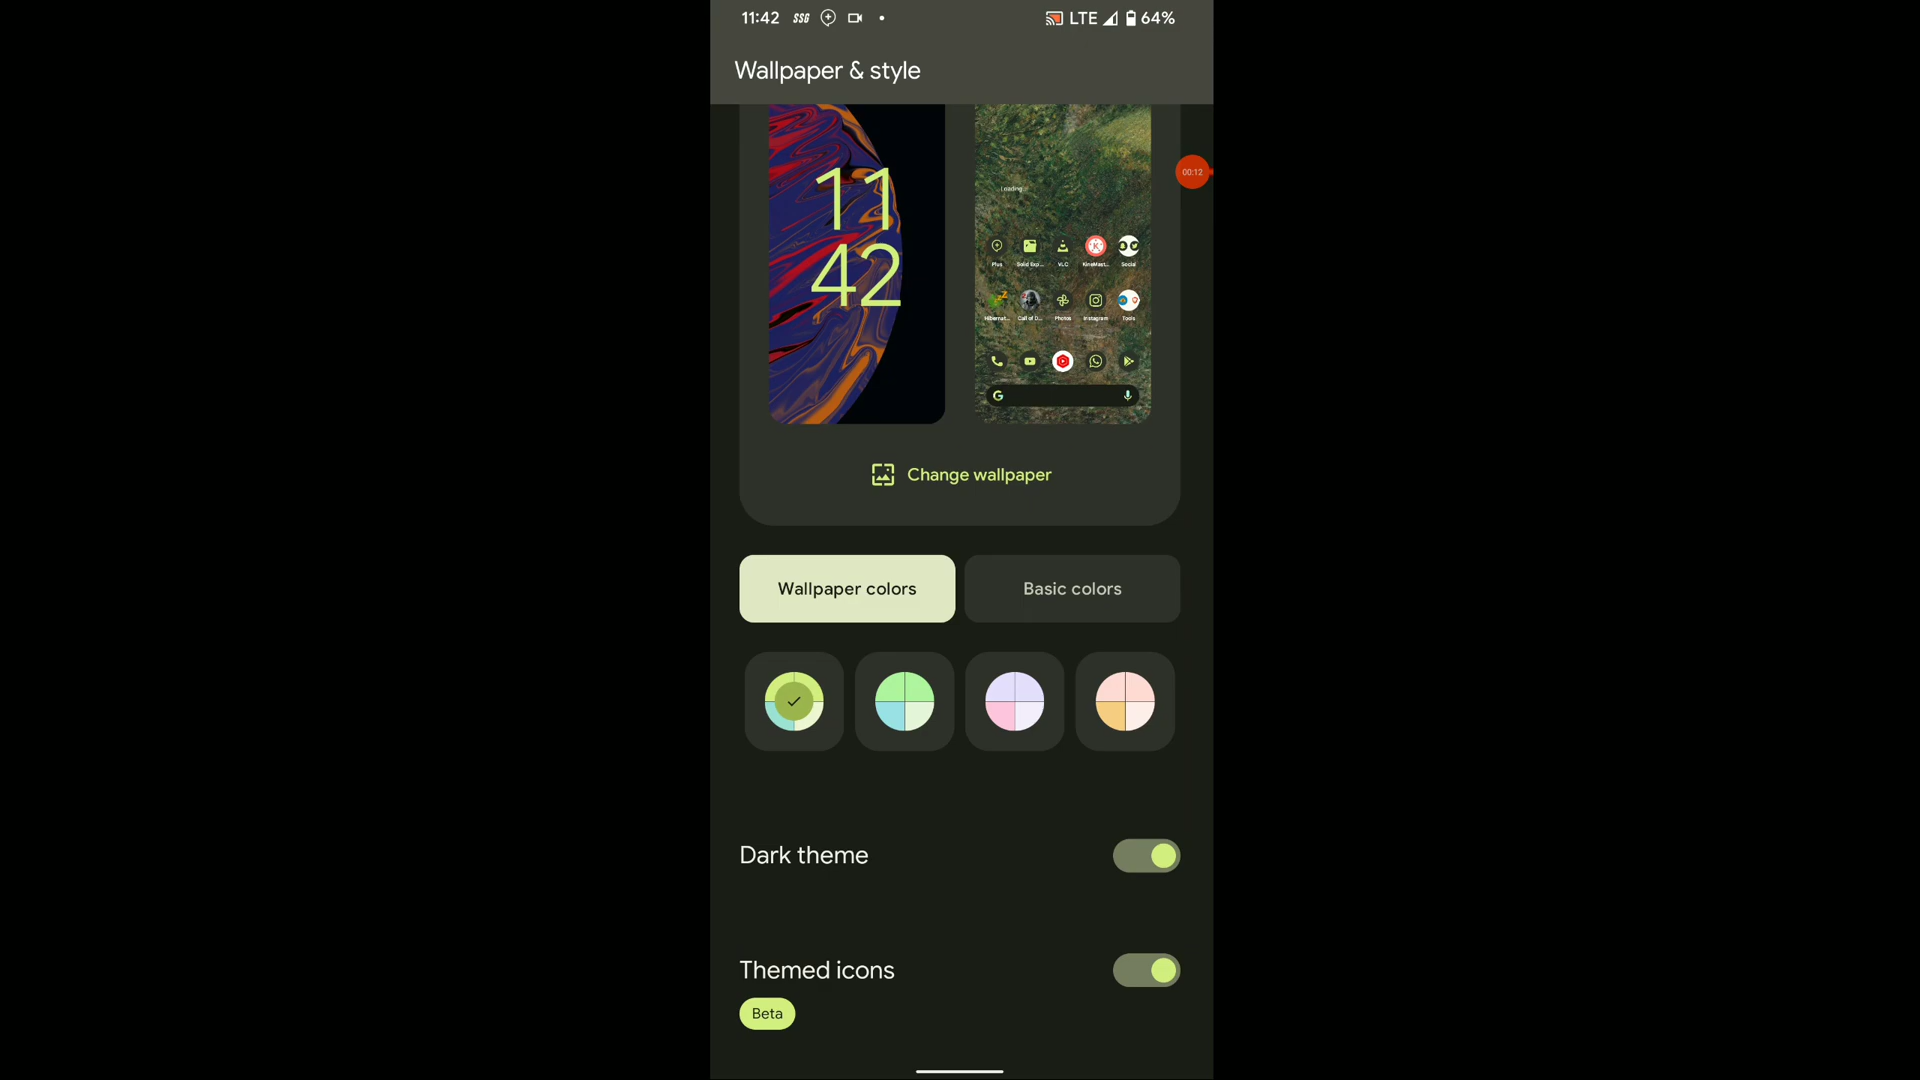 11:42 SSG LTE 64%
Wallpaper & style
00:12
11
42
Loading
Plus Solid Exp... VLC KineMast... Social
Hibernat... Call of D... Photos Instagram Tools
G
Change wallpaper
Wallpaper colors Basic colors
Dark theme
Themed icons
Beta